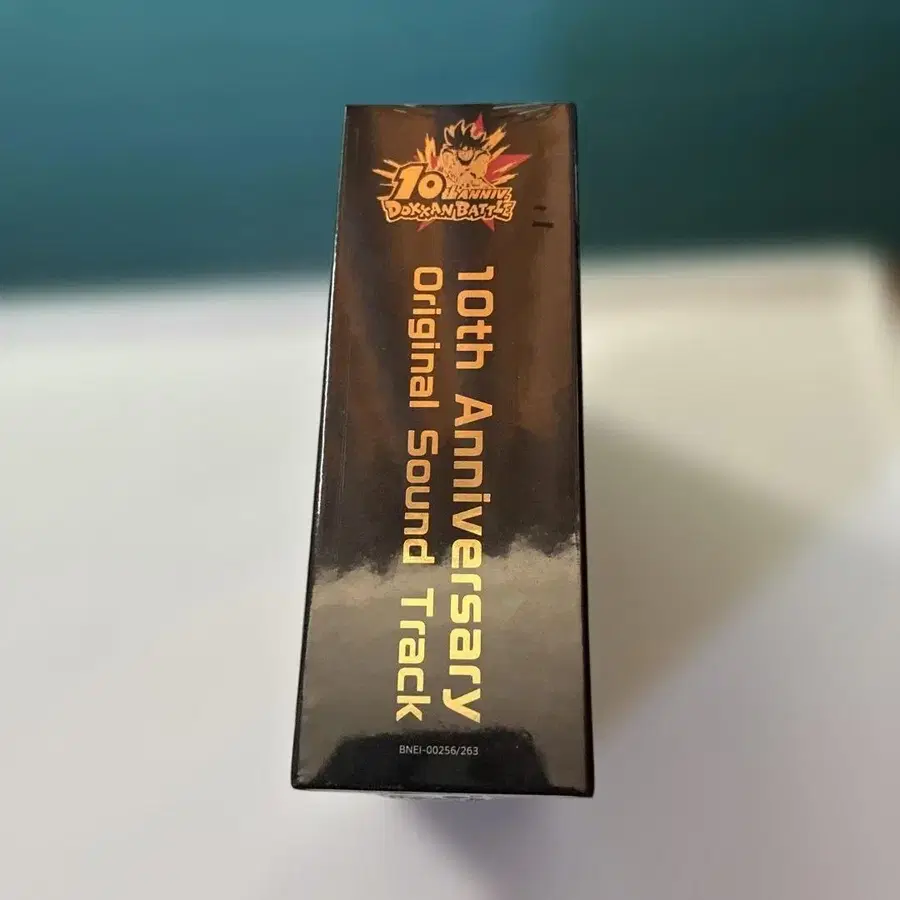 10th ANNIV.
DOKKAN BATTLE
10th Anniversary
Original Sound Track
BNEI-00256/263